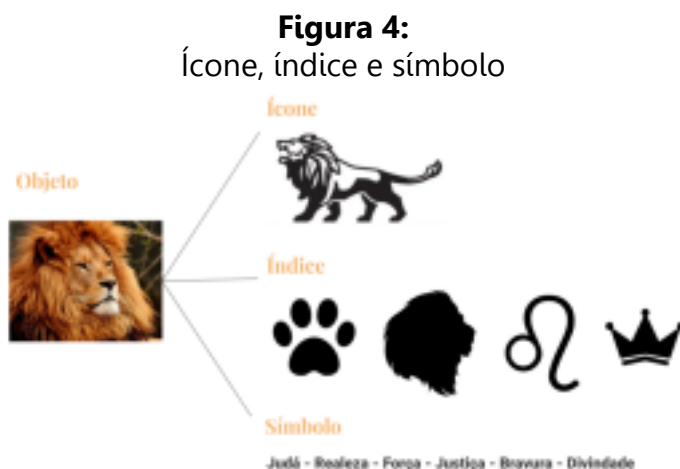 Figura 4:
Ícone, índice e símbolo
Ícone
Objeto
Índice
Símbolo
Judá - Realeza - Força - Justiça - Bravura - Divindade